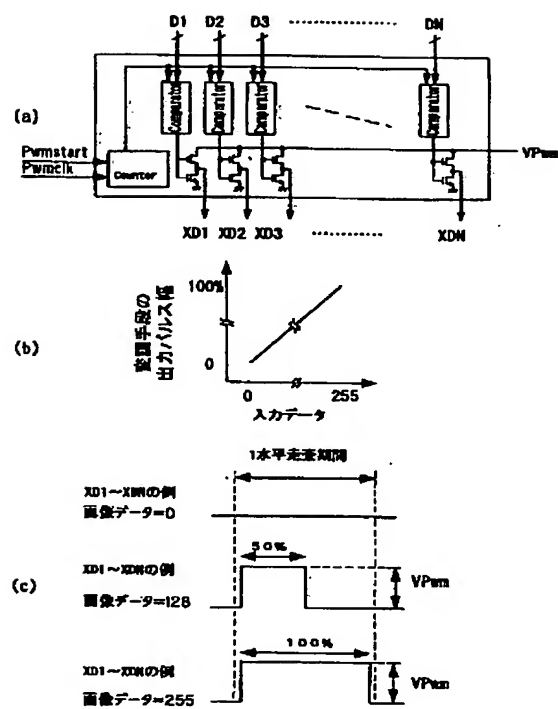 D1 D2 D3 DN
(a)
Comparator Comparator Comparator Comparator
Pwmstart
Pwmclk
Counter
VPwm
XD1 XD2 XD3 XDN
(b)
変調手段の
出力パルス幅
100%
0
0 255
入力データ
(c)
1水平走査期間
XD1~XDNの例
画像データ=0
50%
XD1~XDNの例
画像データ=128
VPwm
100%
XD1~XDNの例
画像データ=255
VPwm